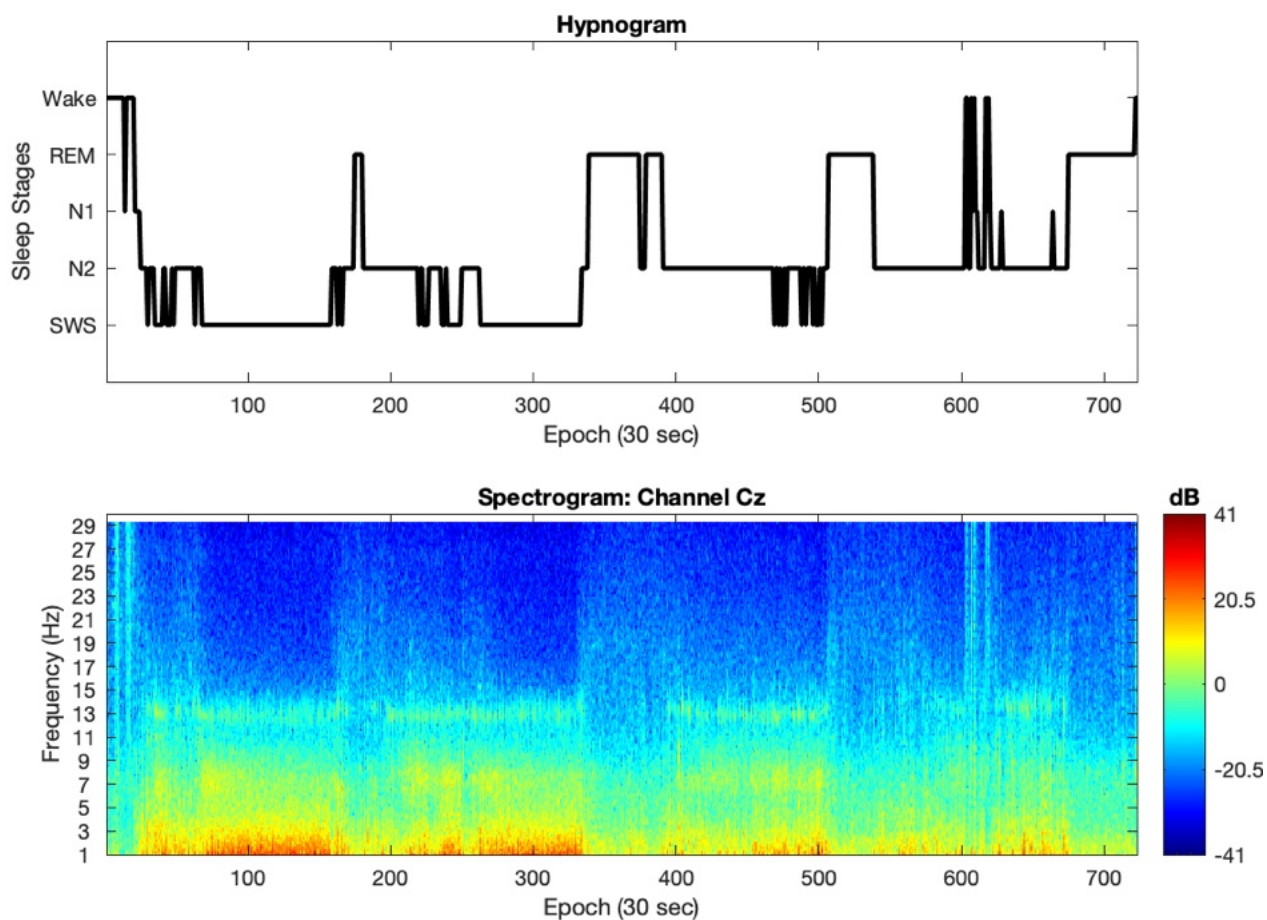 Hypnogram
Wake
REM
N1
N2
SWS
Sleep Stages
100 200 300 400 500 600 700
Epoch (30 sec)
Spectrogram: Channel Cz
dB
29
27
25
23
21
19
17
15
13
11
9
7
5
3
1
Frequency (Hz)
41
20.5
0
-20.5
-41
100 200 300 400 500 600 700
Epoch (30 sec)